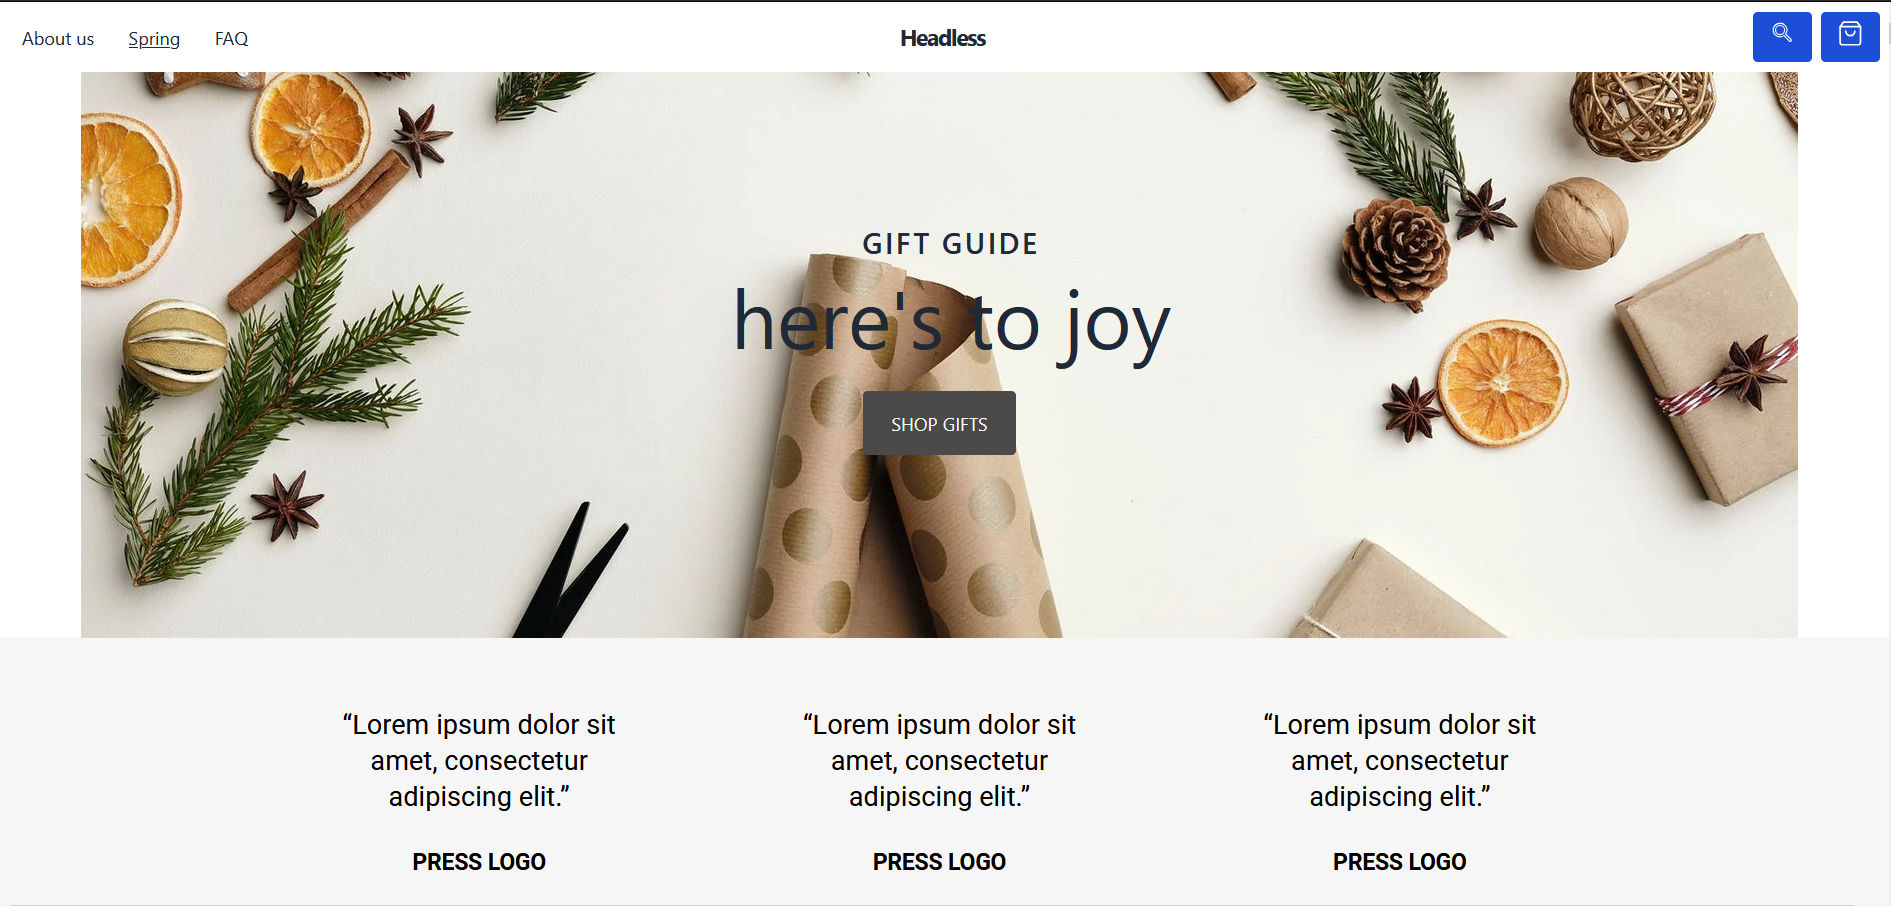 About us
Spring
FAQ
Headless
GIFT GUIDE
here's to joy
SHOP GIFTS
“Lorem ipsum dolor sit
amet, consectetur
adipiscing elit.”
PRESS LOGO
“Lorem ipsum dolor sit
amet, consectetur
adipiscing elit.”
PRESS LOGO
“Lorem ipsum dolor sit
amet, consectetur
adipiscing elit.”
PRESS LOGO